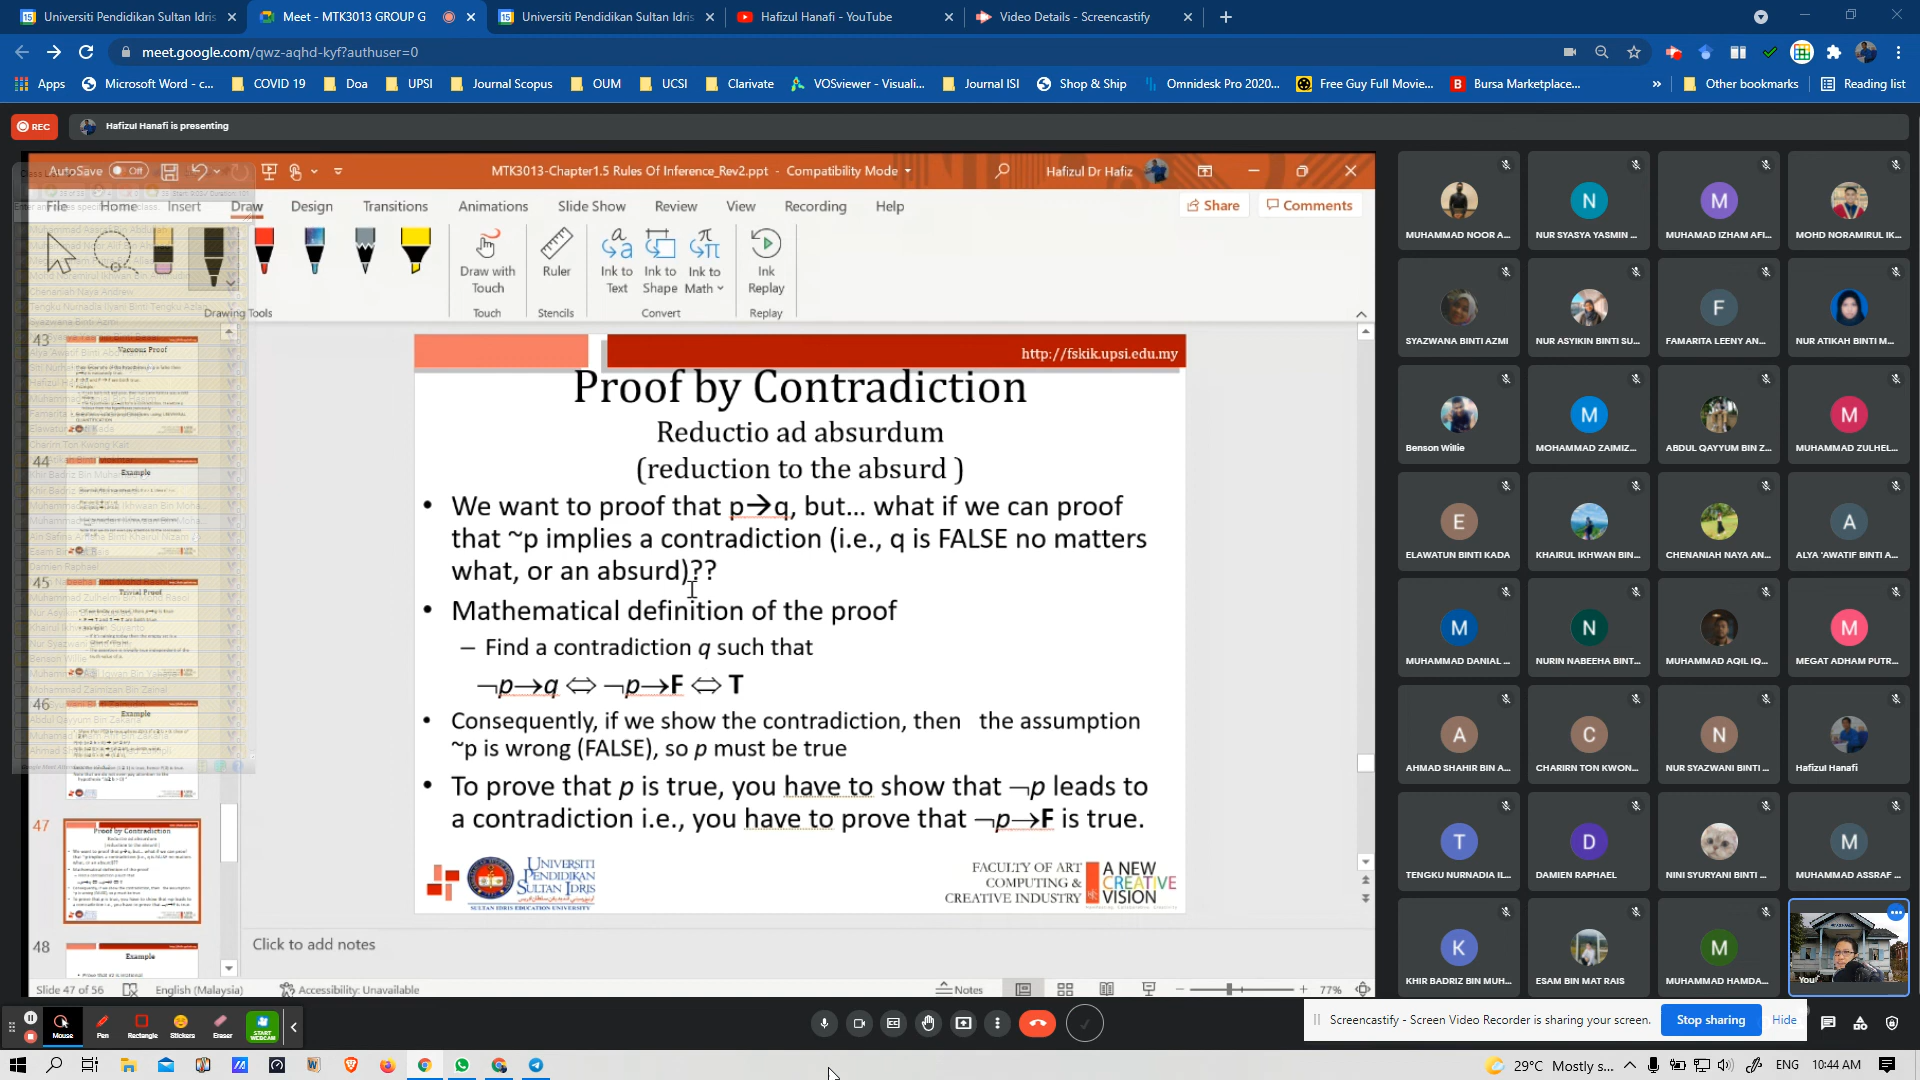 Universiti Pendidikan Sultan Idris
Meet - MTK3013 GROUP G
Universiti Pendidikan Sultan Idris
Hafizul Hanafi - YouTube
Video Details - Screencastify
meet.google.com/qwz-aqhd-kyf?authuser=0
Apps
Microsoft Word - c...
COVID 19
Doa
UPSI
Journal Scopus
OUM
UCSI
Clarivate
VOSviewer - Visuali...
Journal ISI
Shop & Ship
Omnidesk Pro 2020...
Free Guy Full Movie...
Bursa Marketplace...
»
Other bookmarks
Reading list
REC
Hafizul Hanafi is presenting
AutoSave Off
MTK3013-Chapter1.5 Rules Of Inference_Rev2.ppt - Compatibility Mode
Hafizul Dr Hafiz
File Home Insert Draw Design Transitions Animations Slide Show Review View Recording Help
Share
Comments
Draw with Touch
Ruler
Ink to Text
Ink to Shape
Ink to Math
Ink Replay
Drawing Tools
Touch
Stencils
Convert
Replay
http://fskik.upsi.edu.my
Proof by Contradiction
Reductio ad absurdum
(reduction to the absurd )
• We want to proof that p→q, but... what if we can proof
that ~p implies a contradiction (i.e., q is FALSE no matters
what, or an absurd)??
• Mathematical definition of the proof
– Find a contradiction q such that
¬p→q ⇔ ¬p→F ⇔ T
• Consequently, if we show the contradiction, then the assumption
~p is wrong (FALSE), so p must be true
• To prove that p is true, you have to show that ¬p leads to
a contradiction i.e., you have to prove that ¬p→F is true.
UNIVERSITI
PENDIDIKAN
SULTAN IDRIS
SULTAN IDRIS EDUCATION UNIVERSITY
FACULTY OF ART
COMPUTING &
CREATIVE INDUSTRY
A NEW
CREATIVE
VISION
43
Vacuous Proof
44
Example
45
Trivial Proof
46
Example
47
Proof by Contradiction
48
Example
Click to add notes
Slide 47 of 56
English (Malaysia)
Accessibility: Unavailable
Notes
77%
MUHAMMAD NOOR A...
NUR SYASYA YASMIN ...
MUHAMAD IZHAM AFI...
MOHD NORAMIRUL IK...
SYAZWANA BINTI AZMI
NUR ASYIKIN BINTI SU...
FAMARITA LEENY AN...
NUR ATIKAH BINTI M...
Benson Willie
MOHAMMAD ZAIMIZ...
ABDUL QAYYUM BIN Z...
MUHAMMAD ZULHEL...
ELAWATUN BINTI KADA
KHAIRUL IKHWAN BIN...
CHENANIAH NAYA AN...
ALYA 'AWATIF BINTI A...
MUHAMMAD DANIAL ...
NURIN NABEEHA BINT...
MUHAMMAD AQIL IQ...
MEGAT ADHAM PUTR...
AHMAD SHAHIR BIN A...
CHARIRN TON KWON...
NUR SYAZWANI BINTI ...
Hafizul Hanafi
TENGKU NURNADIA IL...
DAMIEN RAPHAEL
NINI SYURYANI BINTI ...
MUHAMMAD ASSRAF ...
KHIR BADRIZ BIN MUH...
ESAM BIN MAT RAIS
MUHAMMAD HAMDA...
You
Mouse
Pen
Rectangle
Stickers
Eraser
START WEBCAM
Screencastify - Screen Video Recorder is sharing your screen.
Stop sharing
Hide
29°C Mostly s...
ENG
10:44 AM